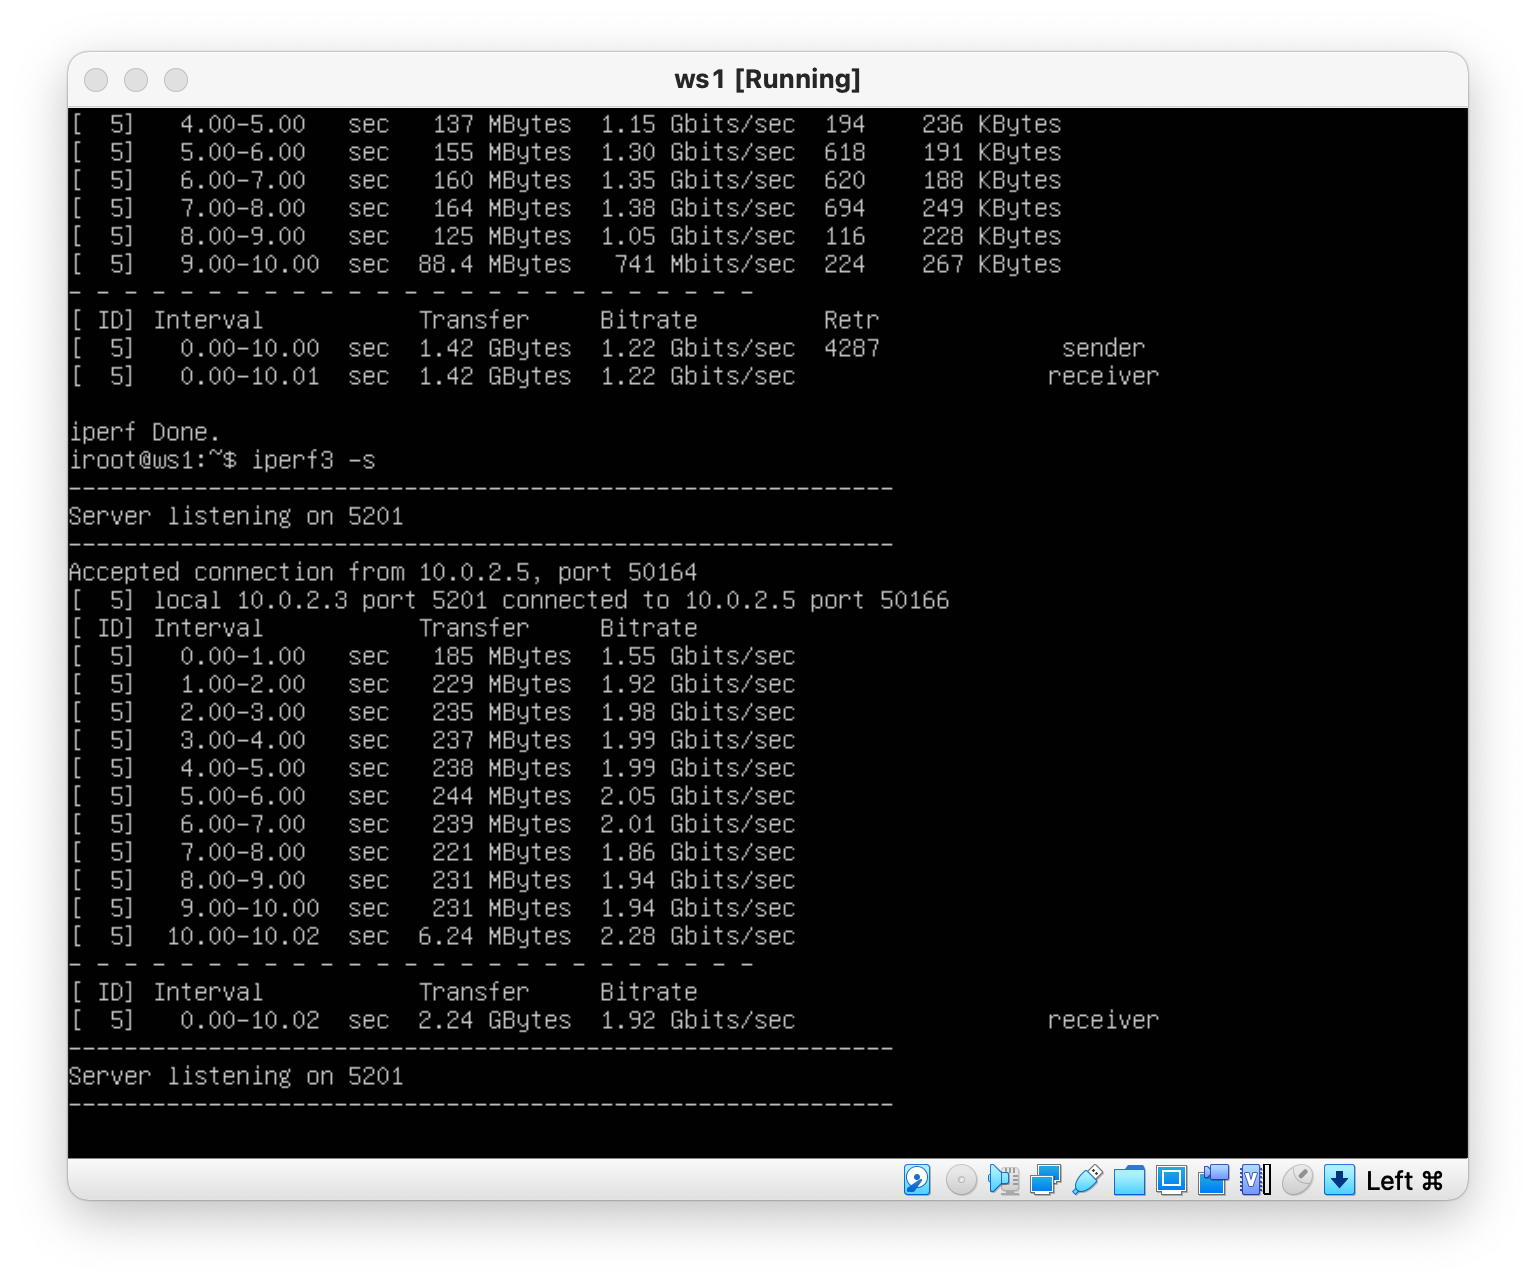 ws1 [Running]
[  5]   4.00-5.00   sec   137 MBytes  1.15 Gbits/sec  194    236 KBytes
[  5]   5.00-6.00   sec   155 MBytes  1.30 Gbits/sec  618    191 KBytes
[  5]   6.00-7.00   sec   160 MBytes  1.35 Gbits/sec  620    188 KBytes
[  5]   7.00-8.00   sec   164 MBytes  1.38 Gbits/sec  694    249 KBytes
[  5]   8.00-9.00   sec   125 MBytes  1.05 Gbits/sec  116    228 KBytes
[  5]   9.00-10.00  sec  88.4 MBytes   741 Mbits/sec  224    267 KBytes
- - - - - - - - - - - - - - - - - - - - - - - - -
[ ID] Interval           Transfer     Bitrate         Retr
[  5]   0.00-10.00  sec  1.42 GBytes  1.22 Gbits/sec  4287             sender
[  5]   0.00-10.01  sec  1.42 GBytes  1.22 Gbits/sec                  receiver
iperf Done.
iroot@ws1:~$ iperf3 -s
-----------------------------------------------------------
Server listening on 5201
-----------------------------------------------------------
Accepted connection from 10.0.2.5, port 50164
[  5] local 10.0.2.3 port 5201 connected to 10.0.2.5 port 50166
[ ID] Interval           Transfer     Bitrate
[  5]   0.00-1.00   sec   185 MBytes  1.55 Gbits/sec
[  5]   1.00-2.00   sec   229 MBytes  1.92 Gbits/sec
[  5]   2.00-3.00   sec   235 MBytes  1.98 Gbits/sec
[  5]   3.00-4.00   sec   237 MBytes  1.99 Gbits/sec
[  5]   4.00-5.00   sec   238 MBytes  1.99 Gbits/sec
[  5]   5.00-6.00   sec   244 MBytes  2.05 Gbits/sec
[  5]   6.00-7.00   sec   239 MBytes  2.01 Gbits/sec
[  5]   7.00-8.00   sec   221 MBytes  1.86 Gbits/sec
[  5]   8.00-9.00   sec   231 MBytes  1.94 Gbits/sec
[  5]   9.00-10.00  sec   231 MBytes  1.94 Gbits/sec
[  5]  10.00-10.02  sec  6.24 MBytes  2.28 Gbits/sec
- - - - - - - - - - - - - - - - - - - - - - - - -
[ ID] Interval           Transfer     Bitrate
[  5]   0.00-10.02  sec  2.24 GBytes  1.92 Gbits/sec                  receiver
-----------------------------------------------------------
Server listening on 5201
-----------------------------------------------------------
V
Left ⌘